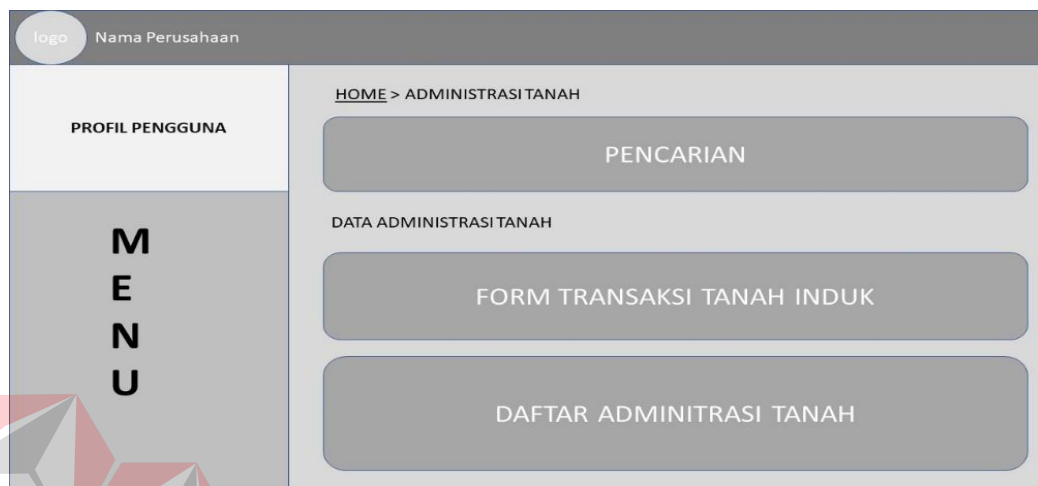 logo
Nama Perusahaan
PROFIL PENGGUNA
M
E
N
U
HOME > ADMINISTRASI TANAH
PENCARIAN
DATA ADMINISTRASI TANAH
FORM TRANSAKSI TANAH INDUK
DAFTAR ADMINITRASI TANAH